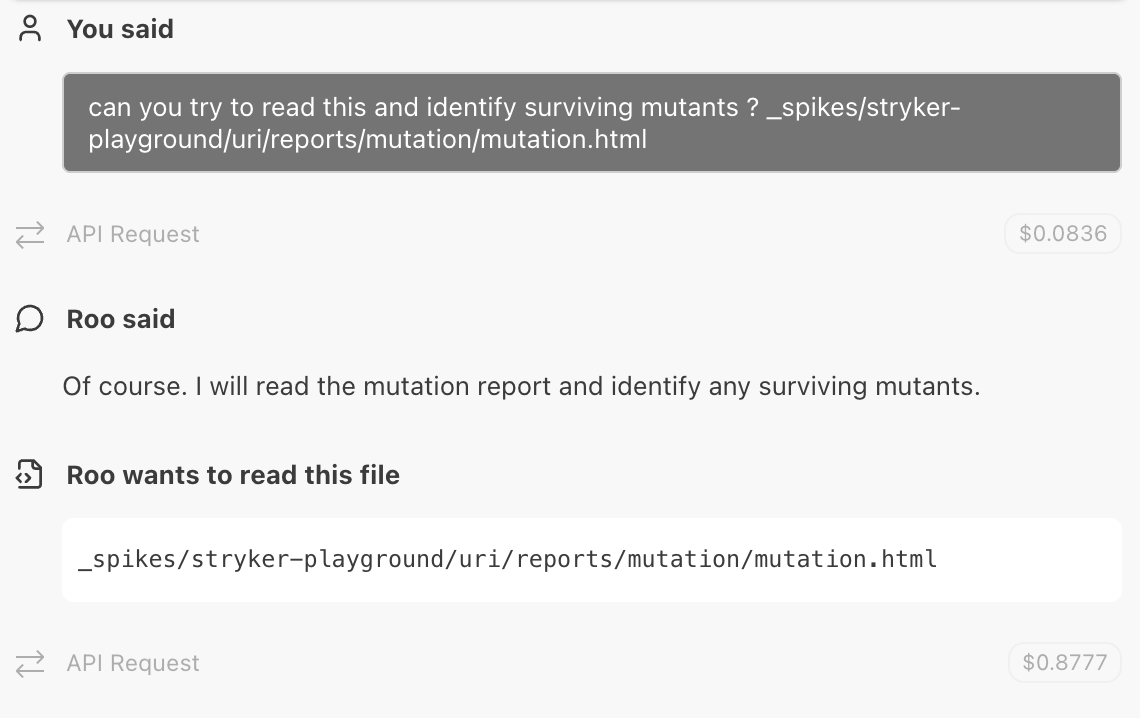 You said
can you try to read this and identify surviving mutants ? _spikes/stryker-
playground/uri/reports/mutation/mutation.html
API Request
$0.0836
Roo said
Of course. I will read the mutation report and identify any surviving mutants.
Roo wants to read this file
_spikes/stryker-playground/uri/reports/mutation/mutation.html
API Request
$0.8777